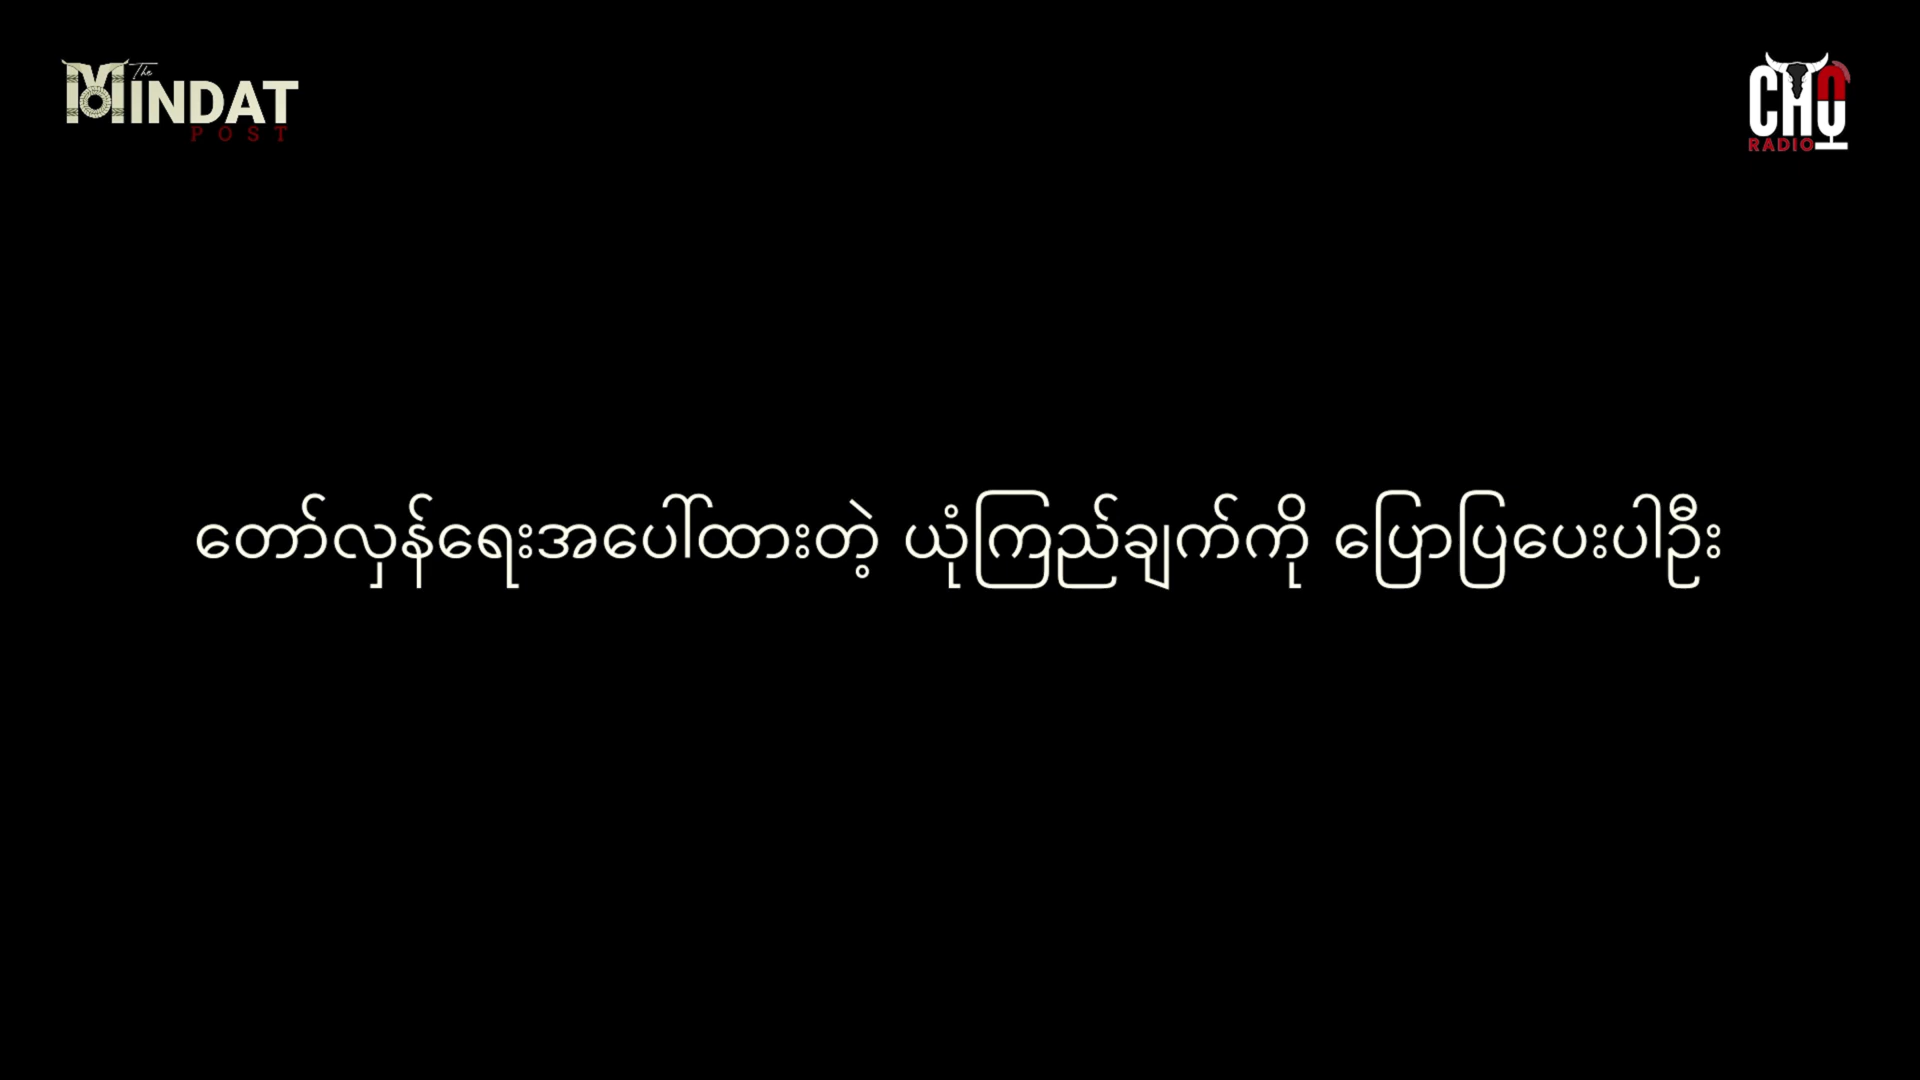 The
MINDAT
POST
CHO
RADIO
တော်လှန်ရေးအပေါ်ထားတဲ့ ယုံကြည်ချက်ကို ပြောပြပေးပါဦး